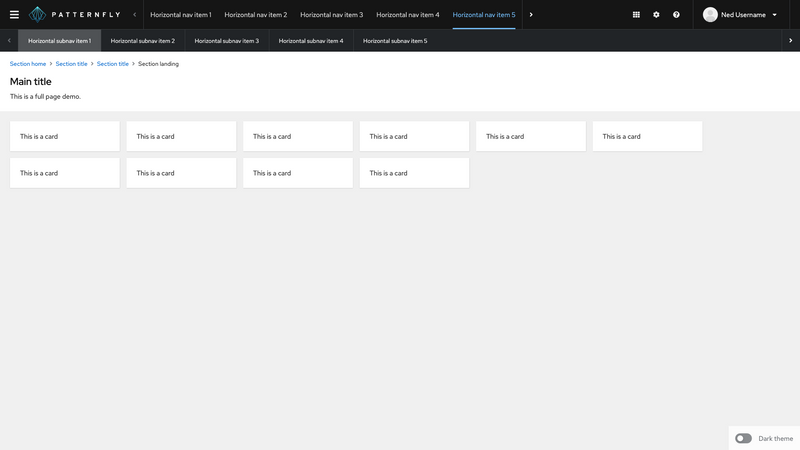 PATTERNFLY Horizontal nav item 1 Horizontal nav item 2 Horizontal nav item 3 Horizontal nav item 4 Horizontal nav item 5 Ned Username
Horizontal subnav item 1 Horizontal subnav item 2 Horizontal subnav item 3 Horizontal subnav item 4 Horizontal subnav item 5
Section home Section title Section title Section landing
Main title
This is a full page demo.
This is a card This is a card This is a card This is a card This is a card This is a card
This is a card This is a card This is a card This is a card
Dark theme